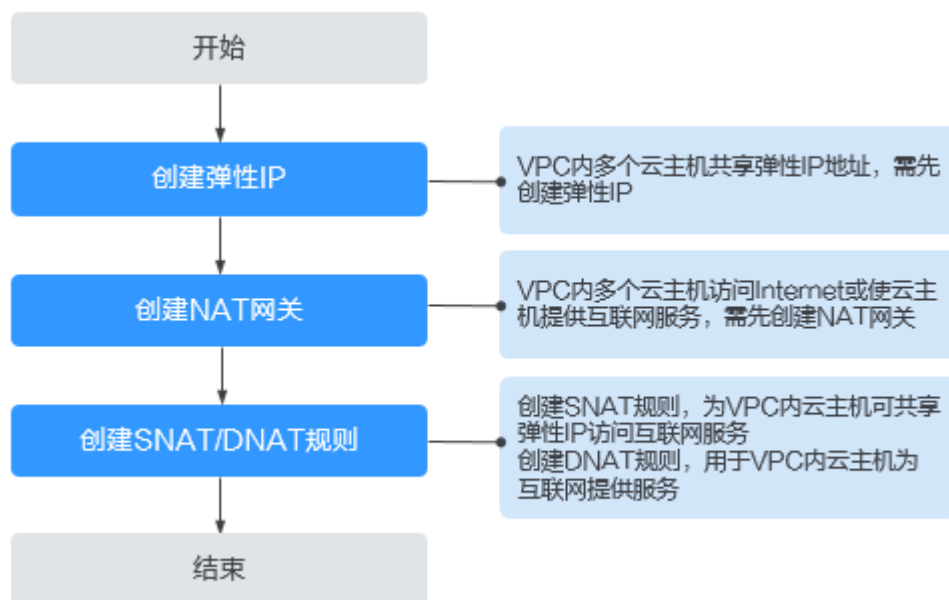 开始
创建弹性IP
VPC内多个云主机共享弹性IP地址，需先
创建弹性IP
创建NAT网关
VPC内多个云主机访问Internet或使云主
机提供互联网服务，需先创建NAT网关
创建SNAT/DNAT规则
创建SNAT规则，为VPC内云主机可共享
弹性IP访问互联网服务
创建DNAT规则，用于VPC内云主机为
互联网提供服务
结束